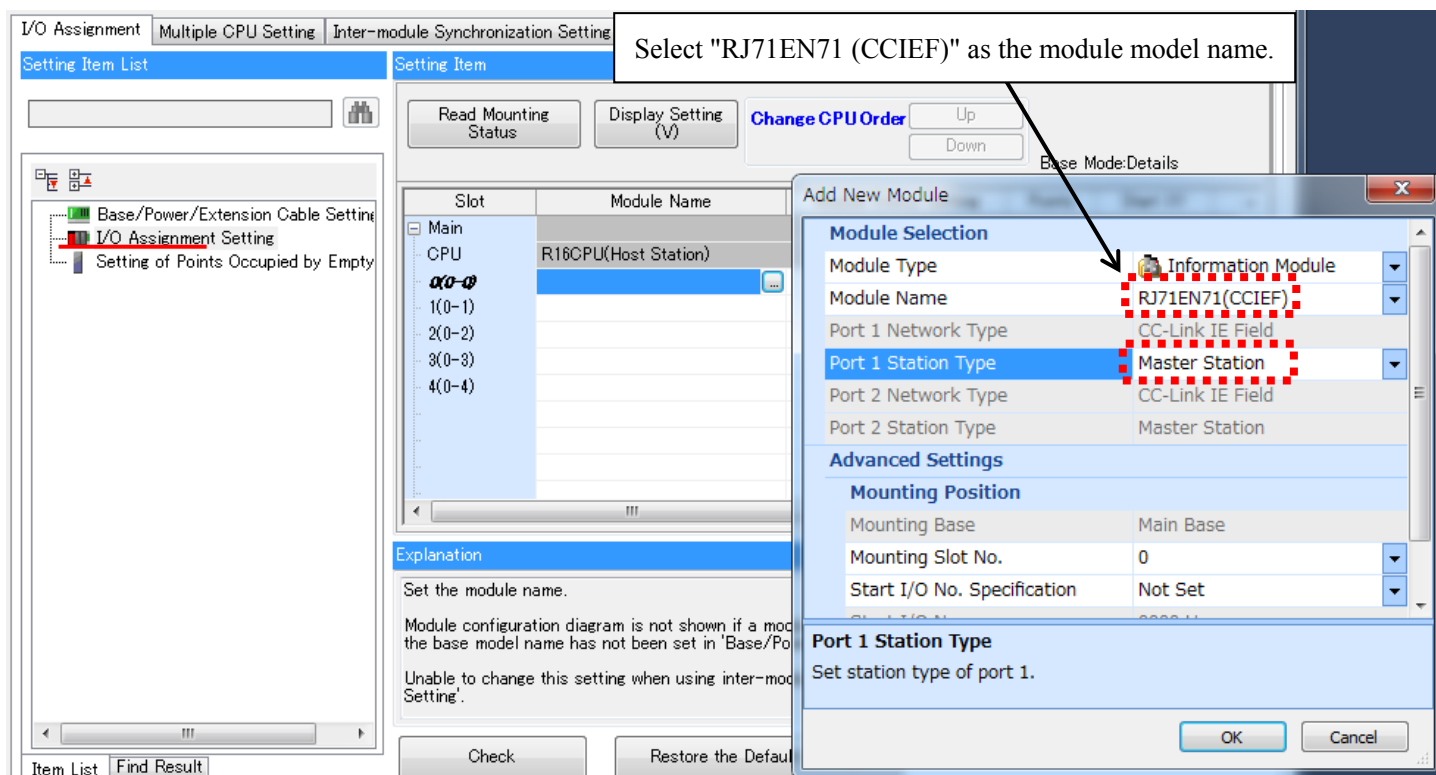 I/O Assignment
Multiple CPU Setting
Inter-module Synchronization Setting
Select "RJ71EN71 (CCIEF)" as the module model name.
Setting Item List
Setting Item
Read Mounting
Status
Display Setting
(V)
Change CPU Order
Up
Down
Base Mode:Details
Base/Power/Extension Cable Setting
I/O Assignment Setting
Setting of Points Occupied by Empty
Slot
Module Name
Main
CPU
R16CPU(Host Station)
0(0-0)
...
1(0-1)
2(0-2)
3(0-3)
4(0-4)
Add New Module
Module Selection
Module Type
Information Module
Module Name
RJ71EN71(CCIEF)
Port 1 Network Type
CC-Link IE Field
Port 1 Station Type
Master Station
Port 2 Network Type
CC-Link IE Field
Port 2 Station Type
Master Station
Advanced Settings
Mounting Position
Mounting Base
Main Base
Mounting Slot No.
0
Start I/O No. Specification
Not Set
Port 1 Station Type
Set station type of port 1.
OK
Cancel
Explanation
Set the module name.
Module configuration diagram is not shown if a mod
the base model name has not been set in 'Base/Po
Unable to change this setting when using inter-mod
Setting'.
Check
Restore the Defaul
Item List
Find Result